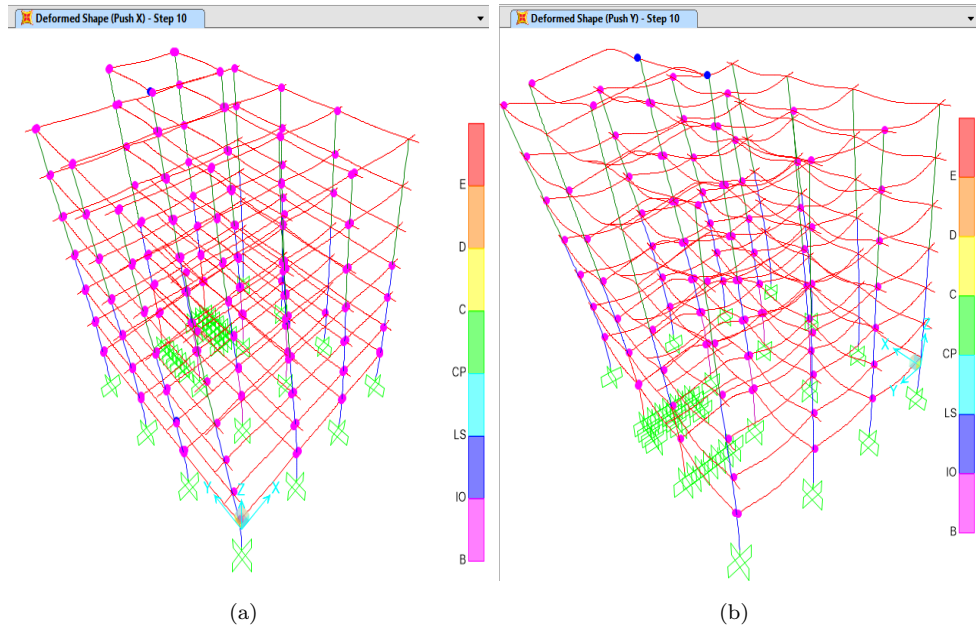 Deformed Shape (Push X) - Step 10
E
D
C
CP
LS
IO
B
Y
Z
X
(a)
Deformed Shape (Push Y) - Step 10
E
D
C
CP
LS
IO
B
X
Z
Y
Z
(b)